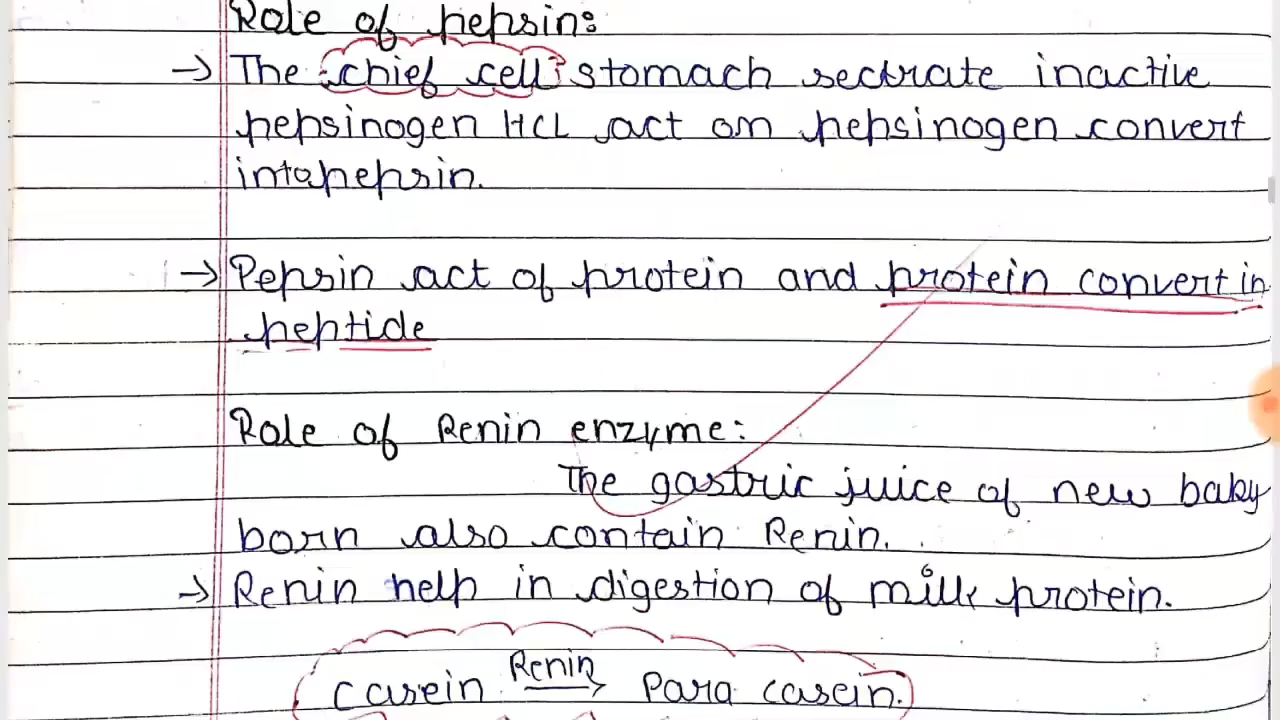 Role of pepsin:
→ The chief cell stomach sectrate inactive
pepsinogen HCL act on pepsinogen convert
intopepsin.
→ Pepsin act of protein and protein convert in
peptide
Role of Renin enzyme:
The gastric juice of new baby
born also contain Renin.
→ Renin help in digestion of milk protein.
casein Renin→ Para casein.